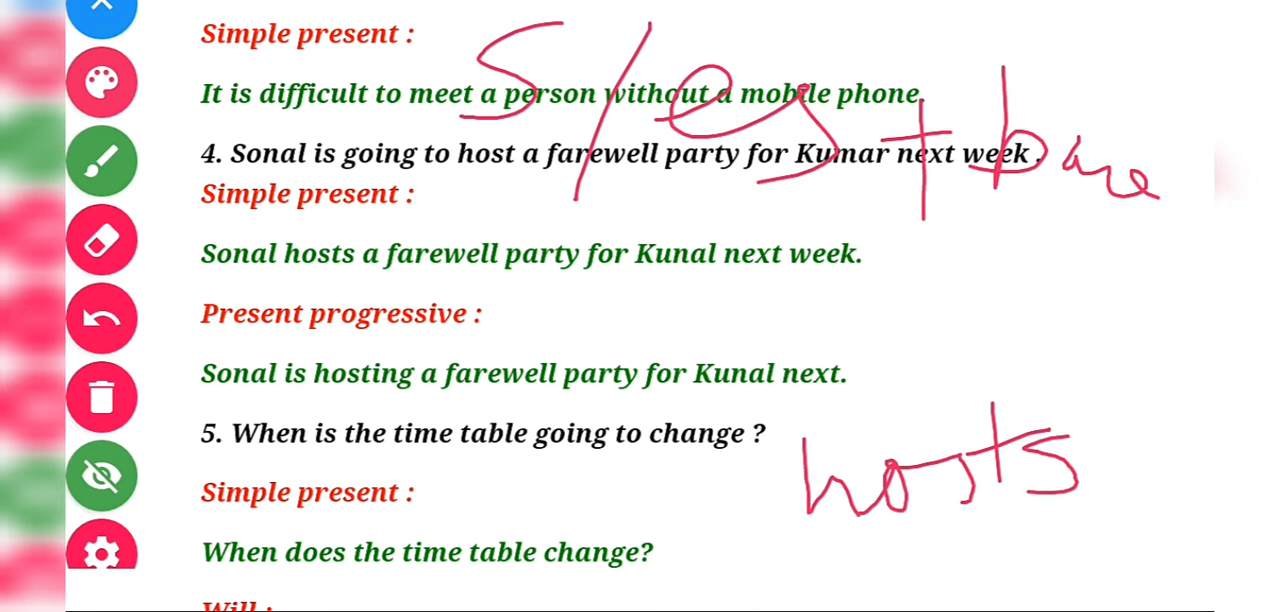 Simple present :
It is difficult to meet a person without a mobile phone.
s/es + bare
4. Sonal is going to host a farewell party for Kumar next week .
Simple present :
Sonal hosts a farewell party for Kunal next week.
Present progressive :
Sonal is hosting a farewell party for Kunal next.
5. When is the time table going to change ?
hosts
Simple present :
When does the time table change?
Will :